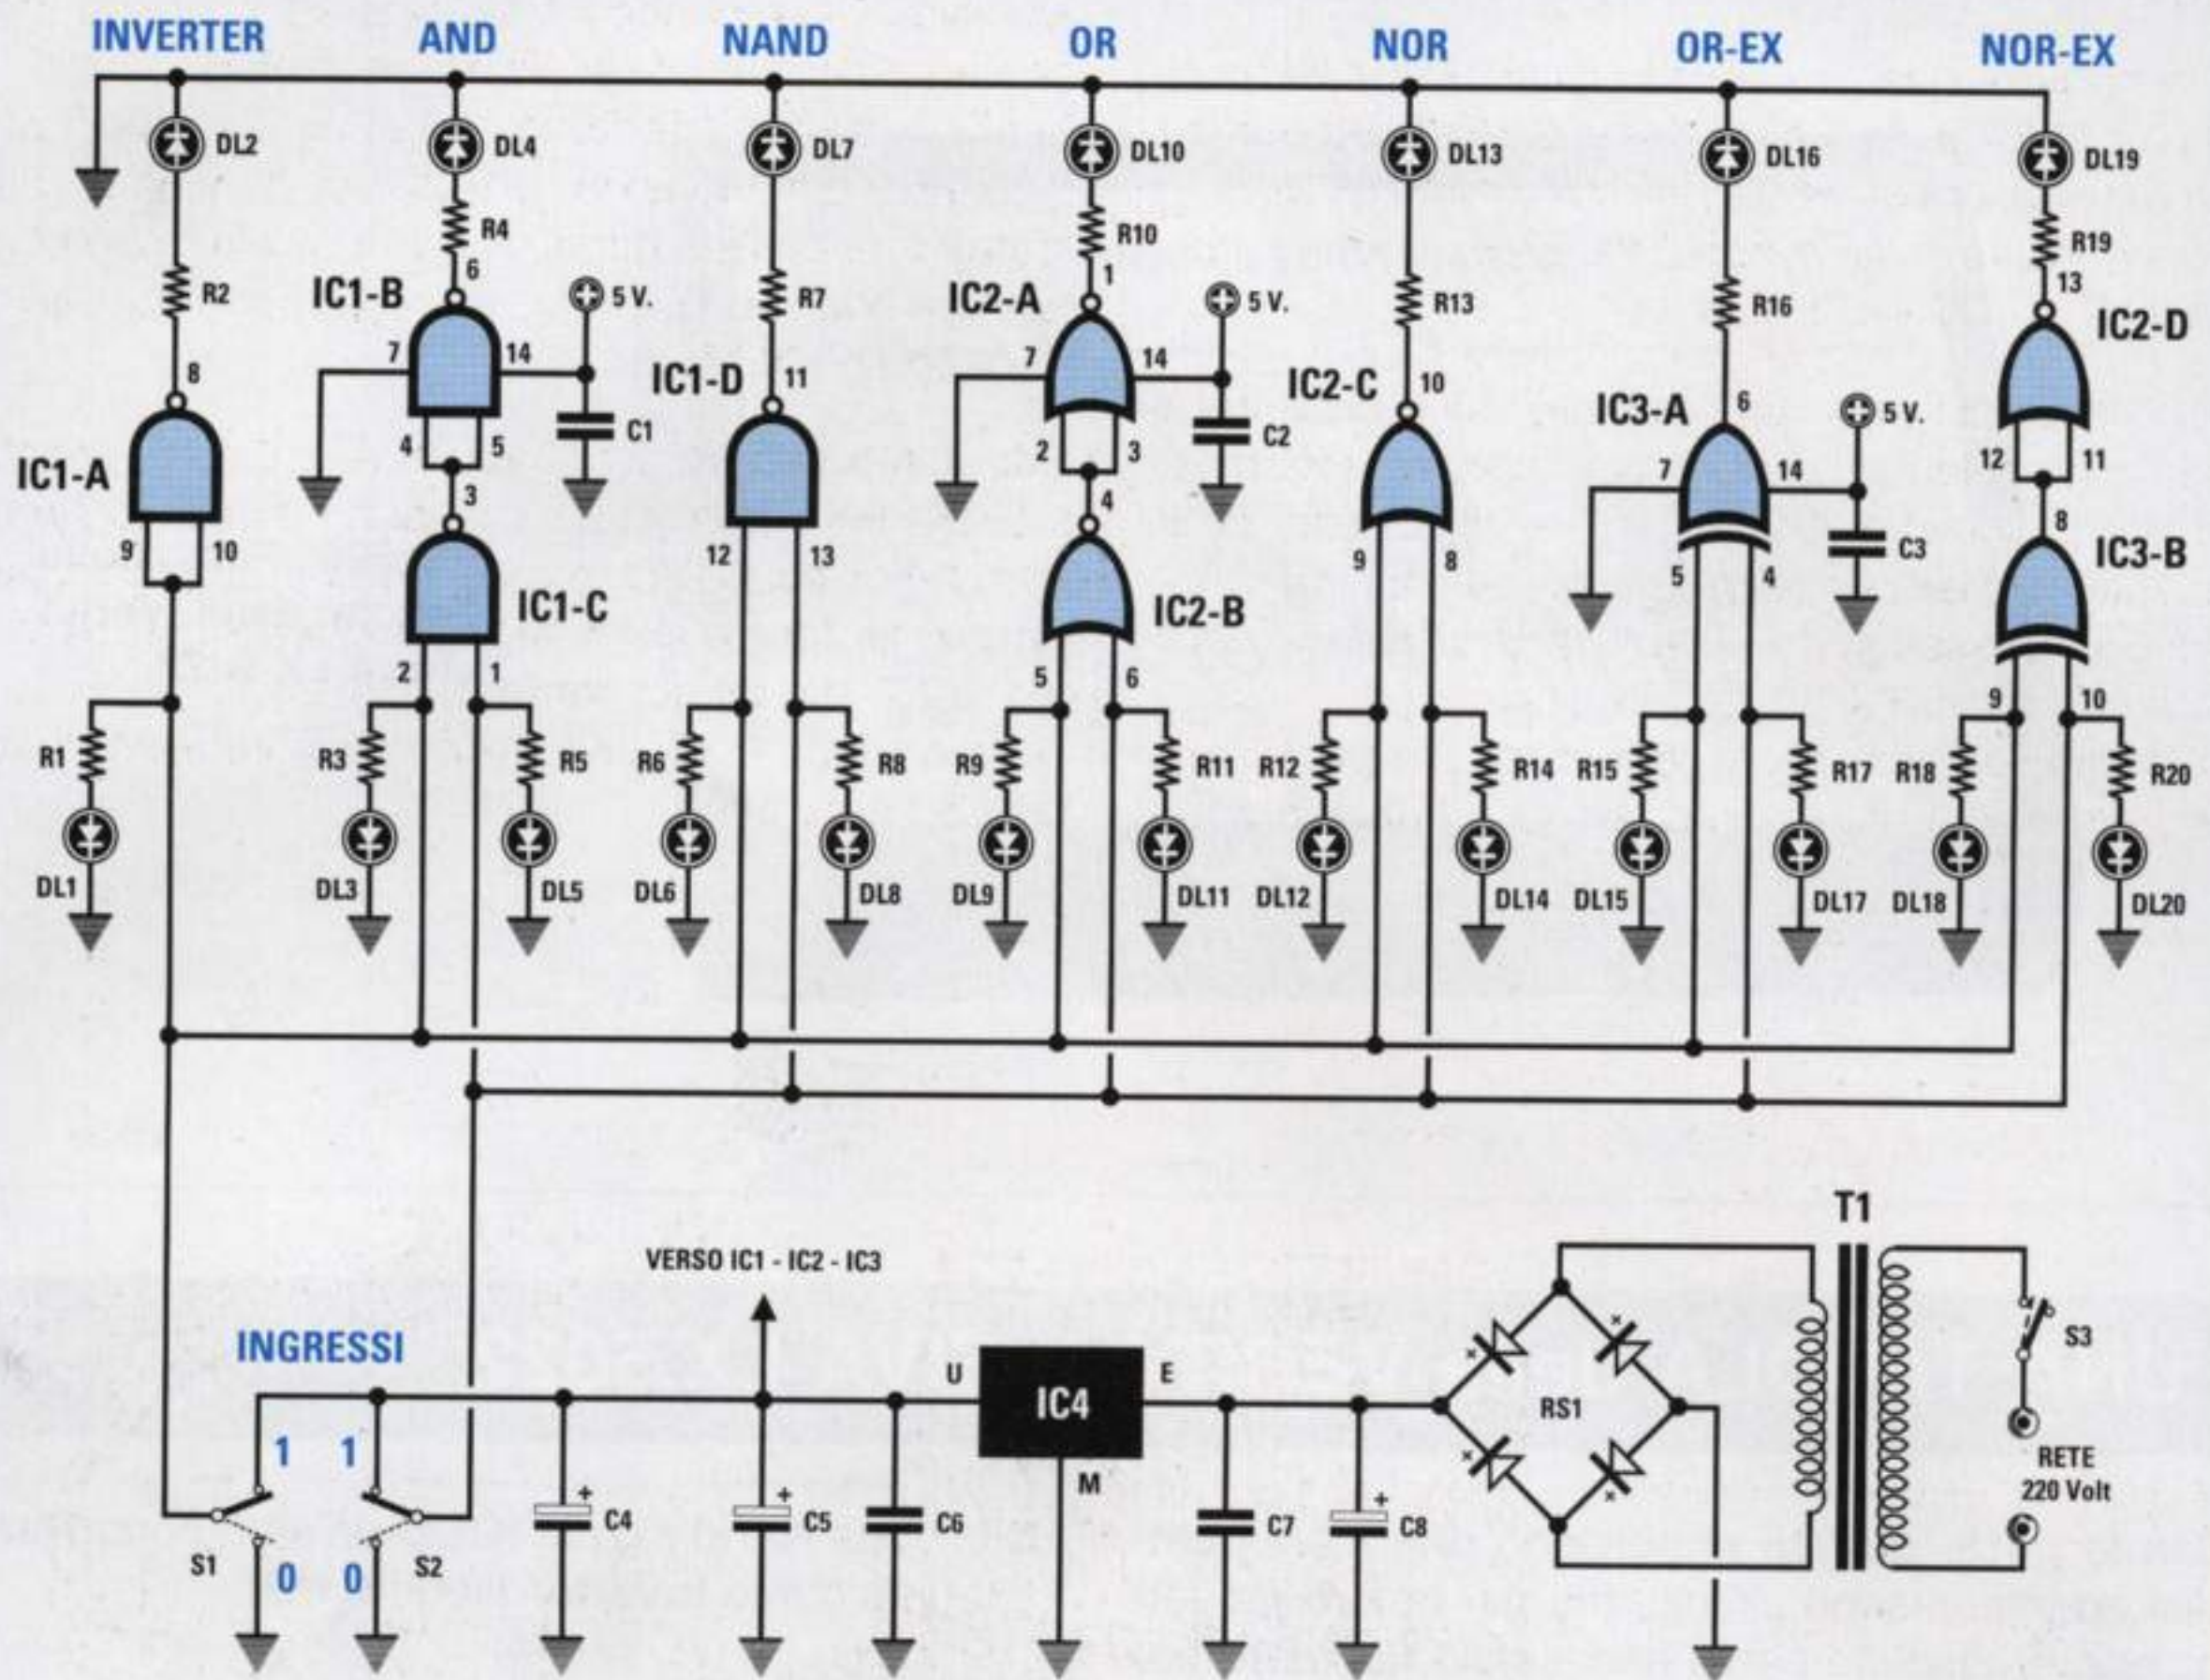 INVERTER AND NAND OR NOR OR-EX NOR-EX
DL2 DL4 DL7 DL10 DL13 DL16 DL19
R4 R10 R19
6 1 13
R2 IC1-B 5 V. R7 IC2-A 5 V. R13 R16 IC2-D
7 14 7 14
8 IC1-D 11 IC2-C 10 IC3-A 6 5 V.
C1 C2
4 5 2 3 12 11
IC1-A 7 14
3 4 8
9 10 12 13 9 8 C3 IC3-B
5 4
IC1-C IC2-B
2 1 5 6 9 10
R1 R3 R5 R6 R8 R9 R11 R12 R14 R15 R17 R18 R20
DL1 DL3 DL5 DL6 DL8 DL9 DL11 DL12 DL14 DL15 DL17 DL18 DL20
T1
VERSO IC1 - IC2 - IC3
INGRESSI
S3
U IC4 E RS1
1 1
M RETE
220 Volt
+ + +
C4 C5 C6 C7 C8
S1 0 0 S2